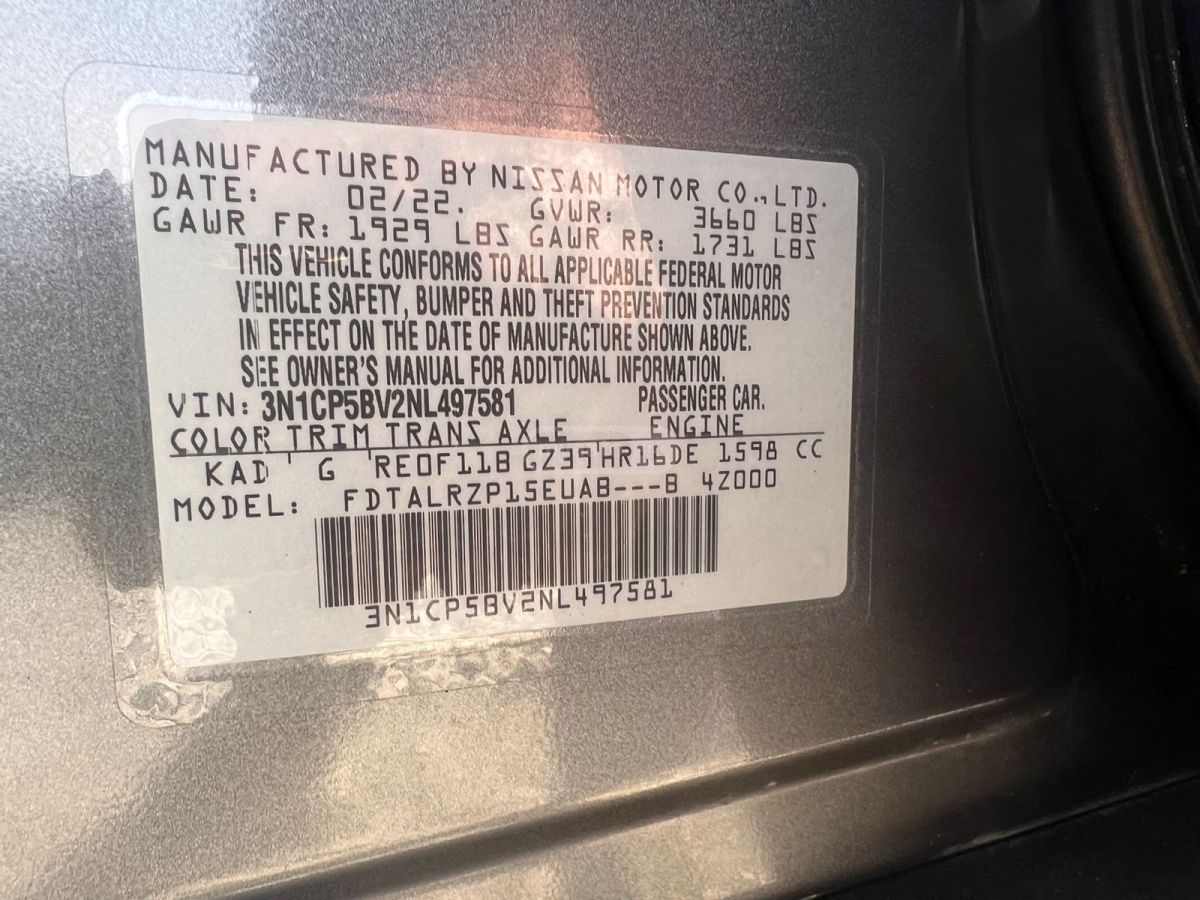 MANUFACTURED BY NISSAN MOTOR CO.,LTD.
DATE: 02/22. GVWR: 3660 LBS
GAWR FR: 1929 LBS GAWR RR: 1731 LBS
THIS VEHICLE CONFORMS TO ALL APPLICABLE FEDERAL MOTOR
VEHICLE SAFETY, BUMPER AND THEFT PREVENTION STANDARDS
IN EFFECT ON THE DATE OF MANUFACTURE SHOWN ABOVE.
SEE OWNER'S MANUAL FOR ADDITIONAL INFORMATION.
VIN: 3N1CP5BV2NL497581 PASSENGER CAR.
COLOR TRIM TRANS AXLE ENGINE
KAD G RE0F11B GZ39 HR16DE 1598 CC
MODEL: FDTALRZP15EUAB---B 4Z000
3N1CP5BV2NL497581